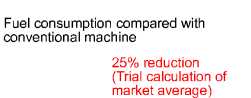 Fuel consumption compared with
conventional machine
25% reduction
(Trial calculation of
market average)